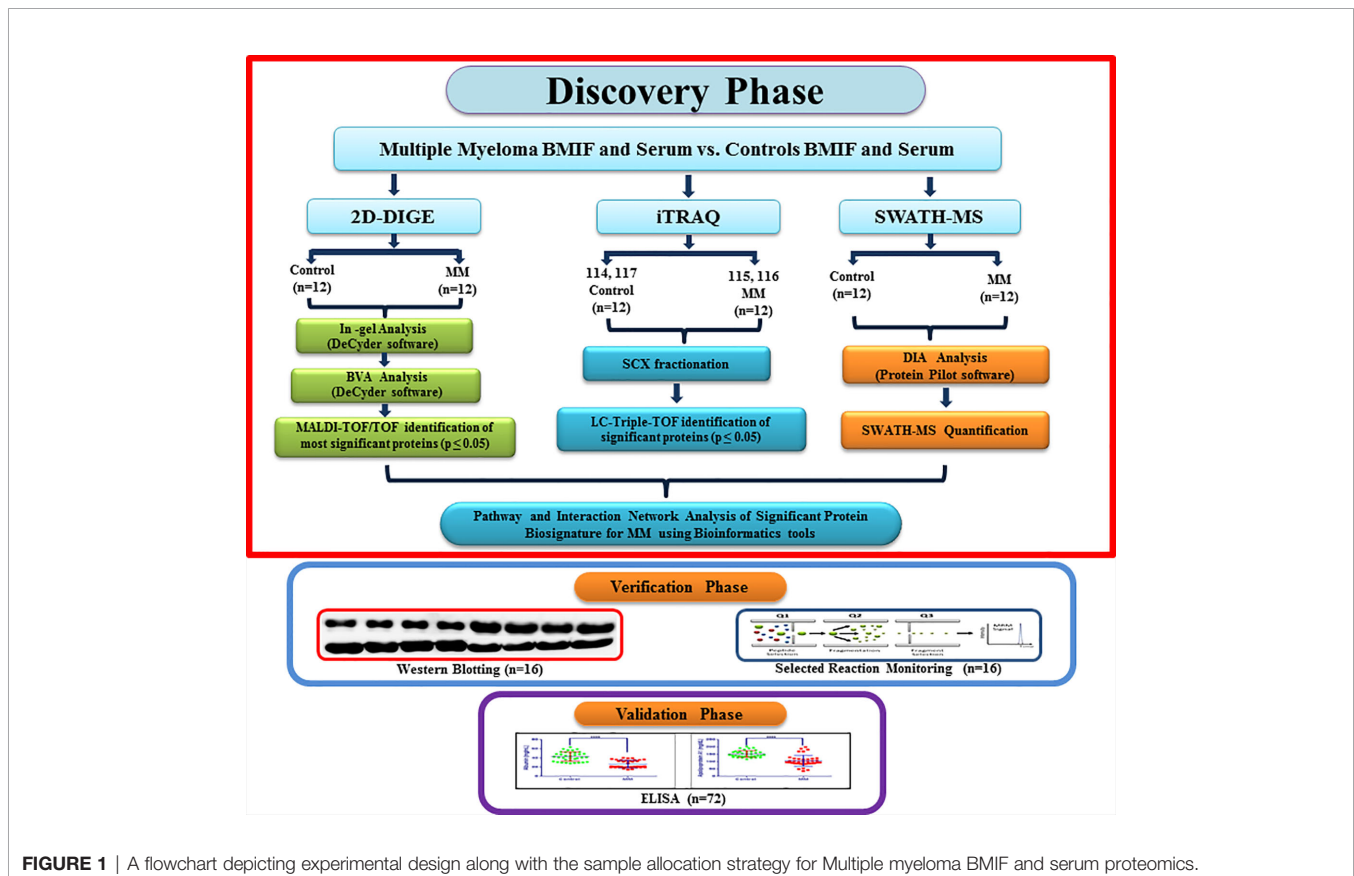 Discovery Phase
Multiple Myeloma BMIF and Serum vs. Controls BMIF and Serum
2D-DIGE
Control
(n=12)
MM
(n=12)
In -gel Analysis
(DeCyder software)
BVA Analysis
(DeCyder software)
MALDI-TOF/TOF identification of
most significant proteins (p ≤ 0.05)
iTRAQ
114, 117
Control
(n=12)
115, 116
MM
(n=12)
SCX fractionation
LC-Triple-TOF identification of
significant proteins (p ≤ 0.05)
SWATH-MS
Control
(n=12)
MM
(n=12)
DIA Analysis
(Protein Pilot software)
SWATH-MS Quantification
Pathway and Interaction Network Analysis of Significant Protein
Biosignature for MM using Bioinformatics tools
Verification Phase
Western Blotting (n=16)
Q1
Q2
Q3
Peptide
Selection
Fragmentation
Fragment
Selection
MRM
Signal
Selected Reaction Monitoring (n=16)
Validation Phase
Control
MM
Control
MM
ELISA (n=72)
FIGURE 1 | A flowchart depicting experimental design along with the sample allocation strategy for Multiple myeloma BMIF and serum proteomics.